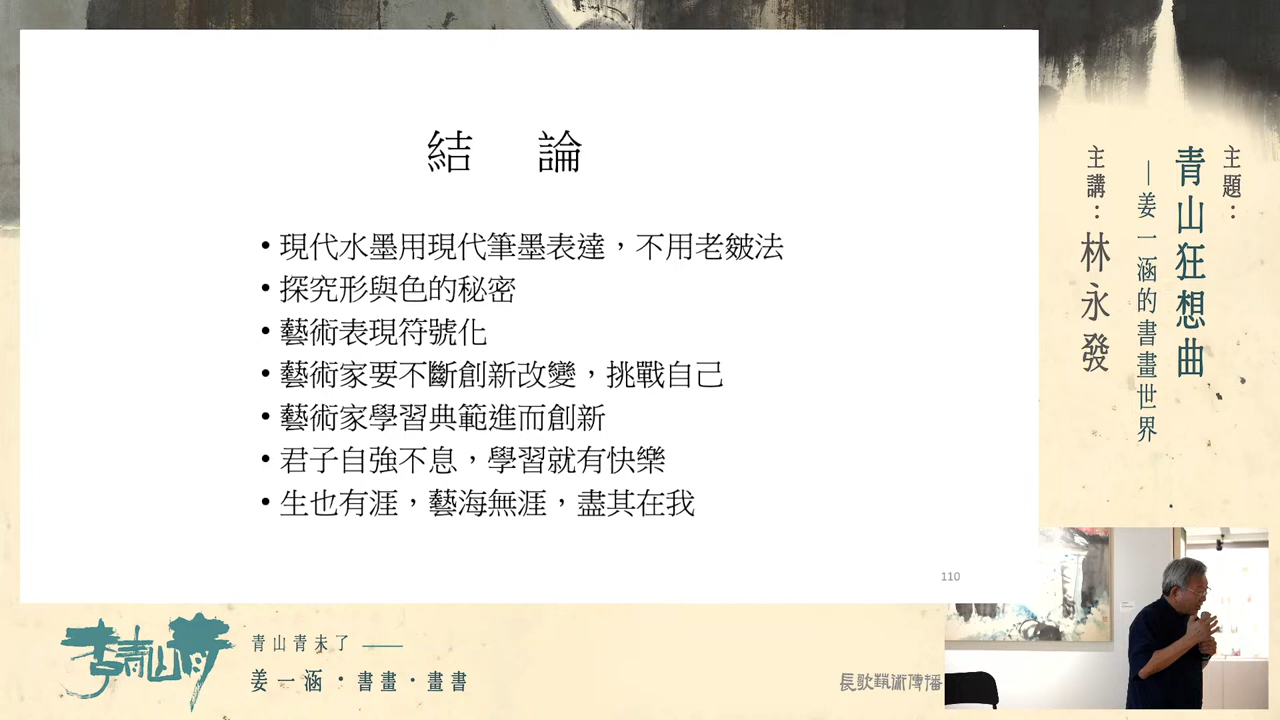 結 論
• 現代水墨用現代筆墨表達，不用老皴法
• 探究形與色的秘密
• 藝術表現符號化
• 藝術家要不斷創新改變，挑戰自己
• 藝術家學習典範進而創新
• 君子自強不息，學習就有快樂
• 生也有涯，藝海無涯，盡其在我
110
主題：
青山狂想曲
—姜一涵的書畫世界
主講：林永發
青山青未了——
姜一涵・書畫・畫書
長歌藝術傳播